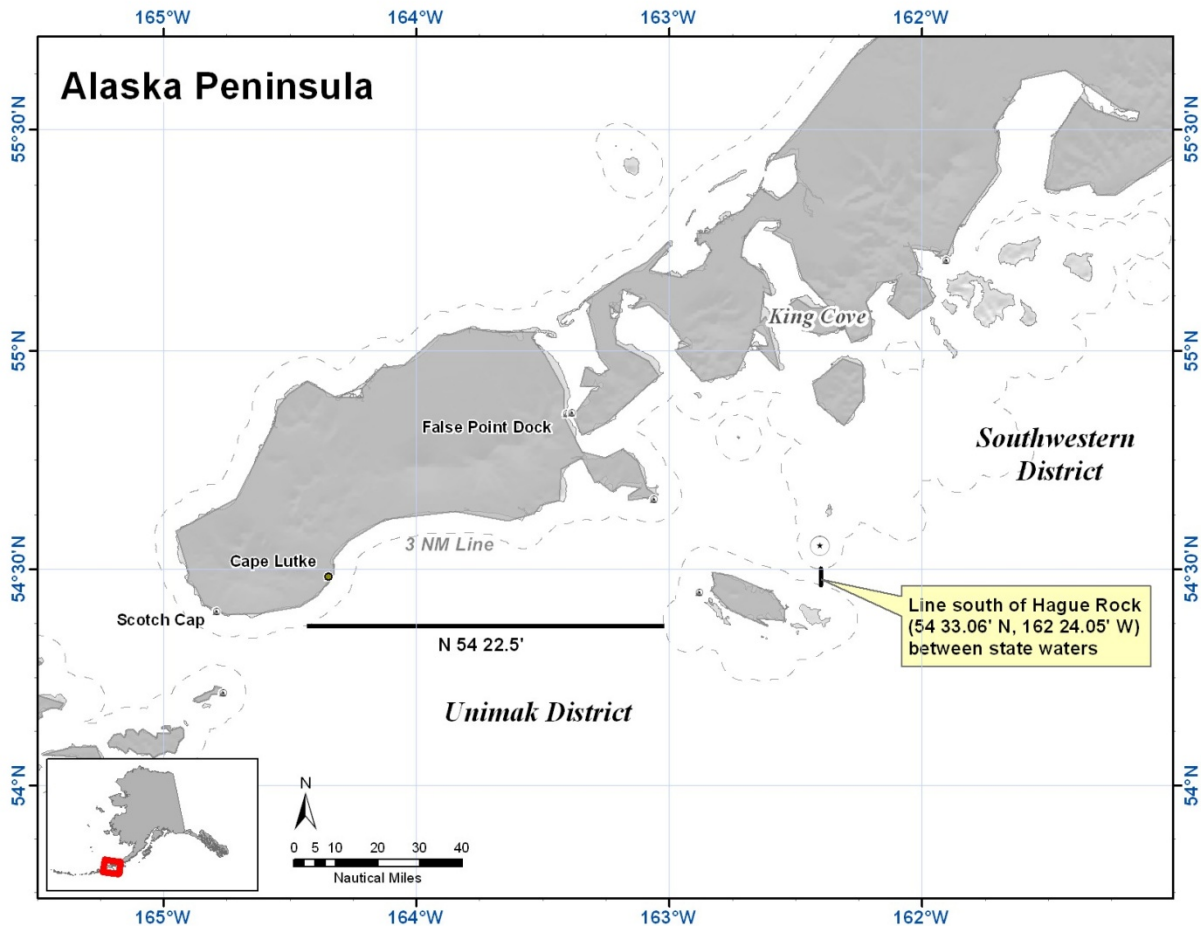 165°W 164°W 163°W 162°W
Alaska Peninsula
55°30'N
55°30'N
King Cove
55°N
55°N
False Point Dock
Southwestern
District
3 NM Line
Cape Lutke
54°30'N
54°30'N
Scotch Cap
Line south of Hague Rock
(54 33.06' N, 162 24.05' W)
between state waters
N 54 22.5'
Unimak District
54°N
54°N
N
0 5 10 20 30 40
Nautical Miles
165°W 164°W 163°W 162°W